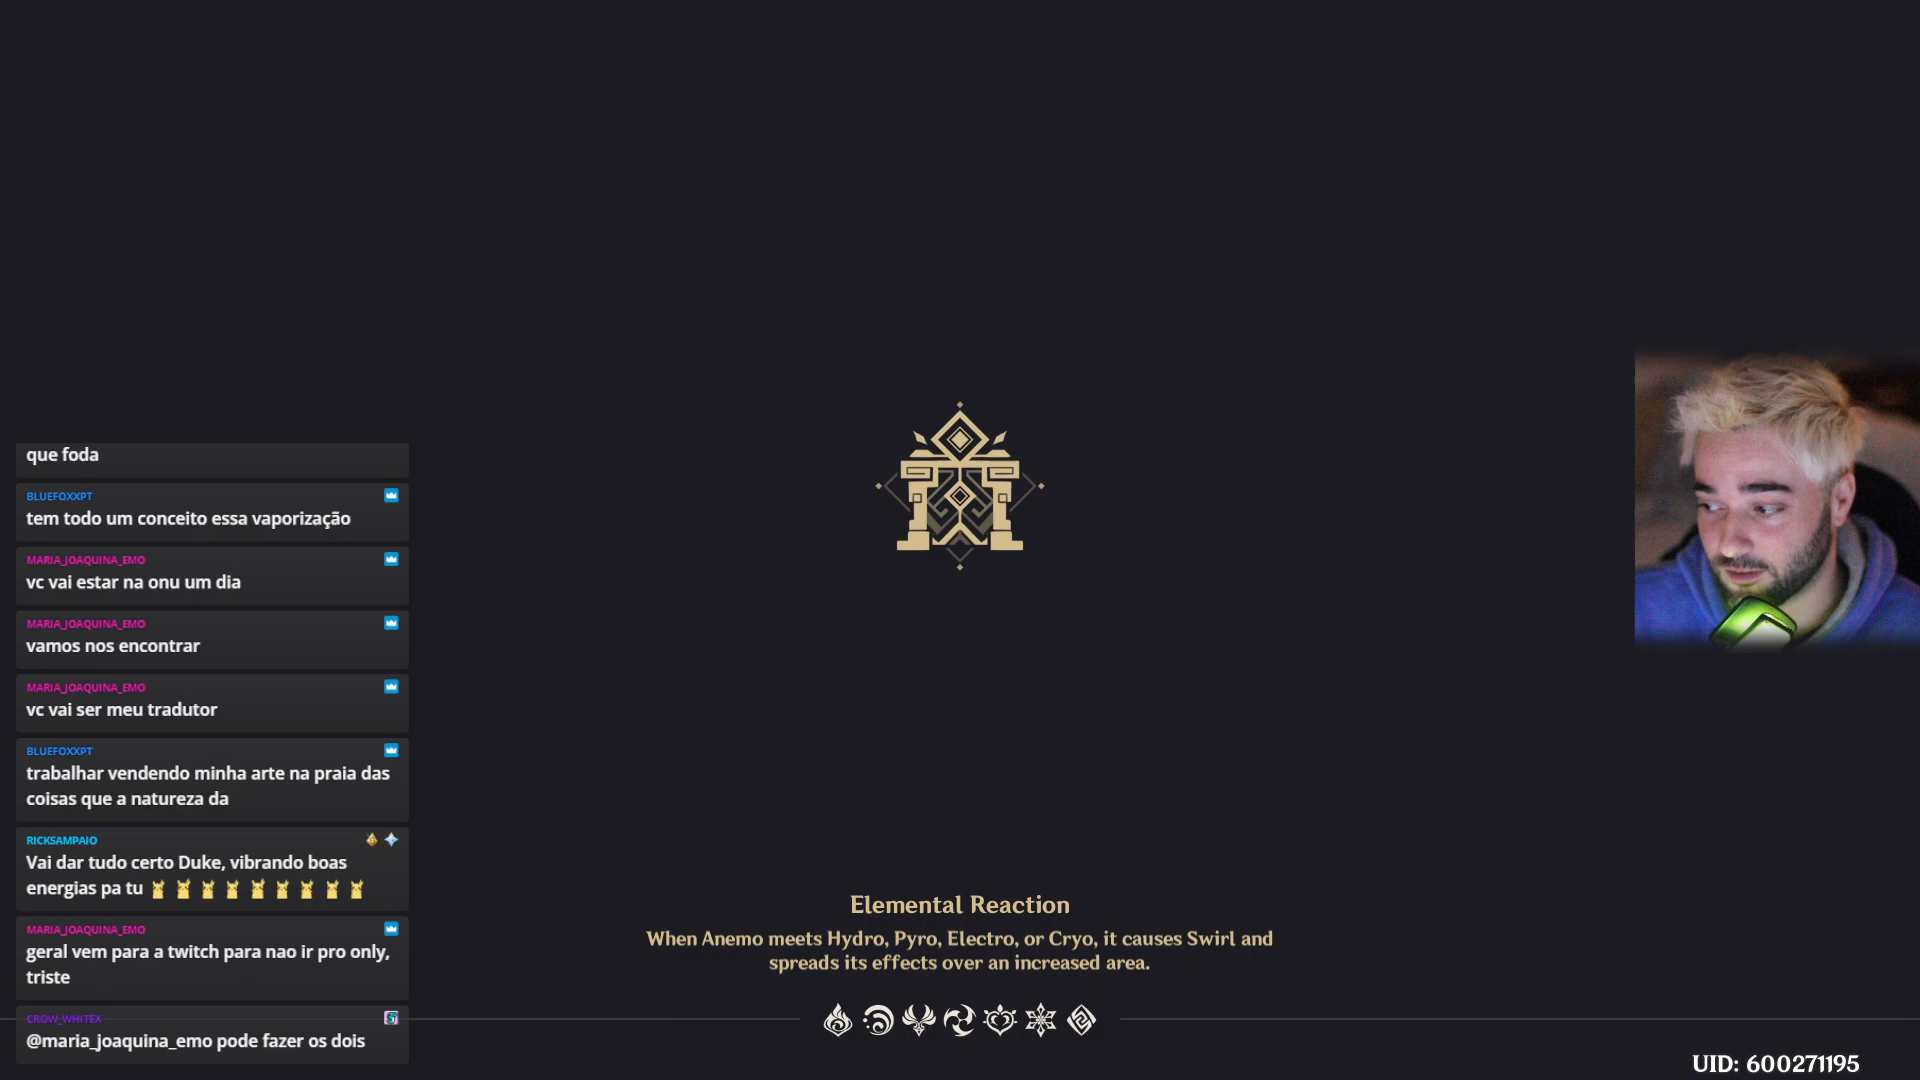 que foda
BLUEFOXXPT
tem todo um conceito essa vaporização
MARIA_JOAQUINA_EMO
vc vai estar na onu um dia
MARIA_JOAQUINA_EMO
vamos nos encontrar
MARIA_JOAQUINA_EMO
vc vai ser meu tradutor
BLUEFOXXPT
trabalhar vendendo minha arte na praia das
coisas que a natureza da
RICKSAMPAIO
Vai dar tudo certo Duke, vibrando boas
energias pa tu
MARIA_JOAQUINA_EMO
geral vem para a twitch para nao ir pro only,
triste
CROW_WHITEX
@maria_joaquina_emo pode fazer os dois
Elemental Reaction
When Anemo meets Hydro, Pyro, Electro, or Cryo, it causes Swirl and
spreads its effects over an increased area.
UID: 600271195